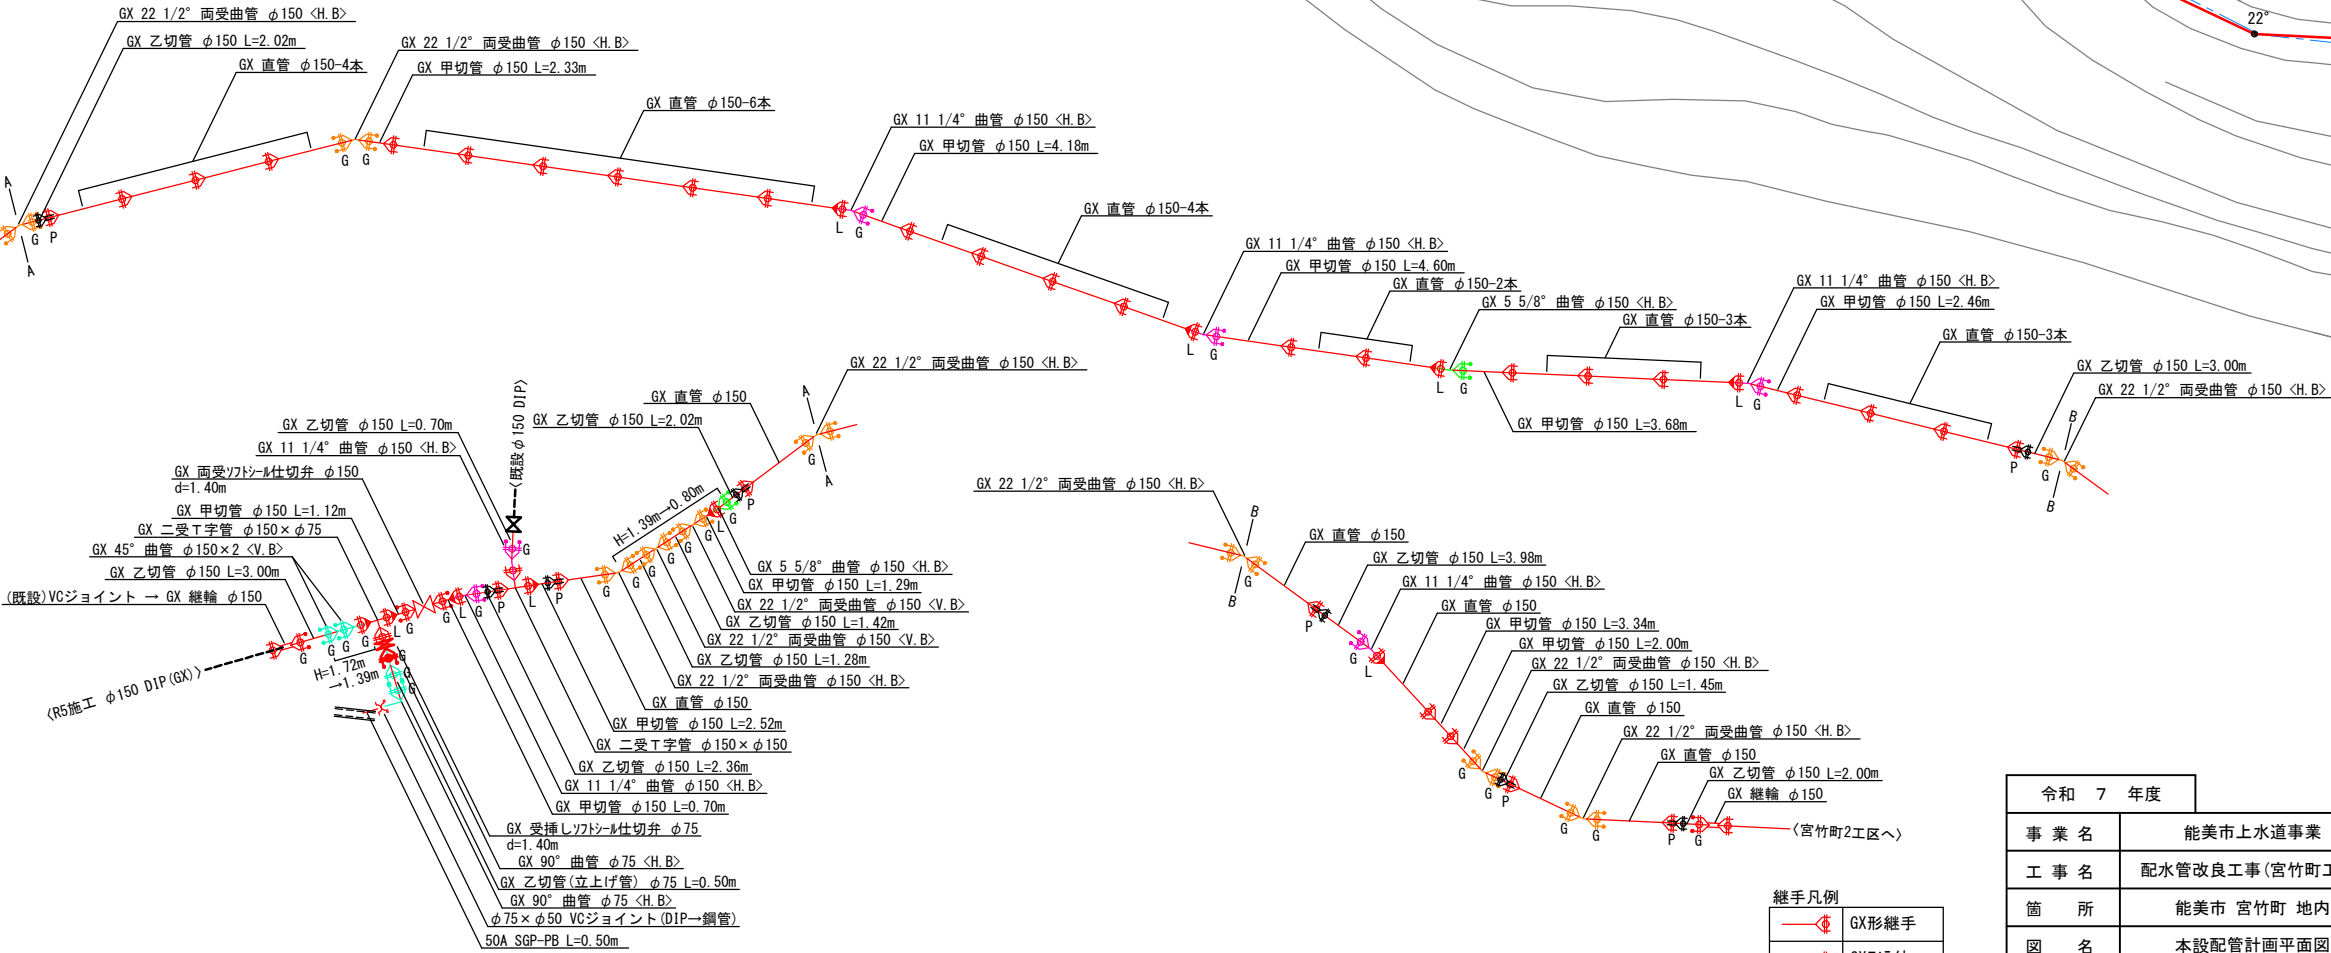 GX 22 1/2° 両受曲管 φ150 <H.B>
GX 乙切管 φ150 L=2.02m
GX 直管 φ150-4本
GX 22 1/2° 両受曲管 φ150 <H.B>
GX 甲切管 φ150 L=2.33m
GX 直管 φ150-6本
GX 11 1/4° 曲管 φ150 <H.B>
GX 甲切管 φ150 L=4.18m
GX 直管 φ150-4本
GX 11 1/4° 曲管 φ150 <H.B>
GX 甲切管 φ150 L=4.60m
GX 直管 φ150-2本
GX 5 5/8° 曲管 φ150 <H.B>
GX 直管 φ150-3本
GX 甲切管 φ150 L=3.68m
GX 11 1/4° 曲管 φ150 <H.B>
GX 甲切管 φ150 L=2.46m
GX 直管 φ150-3本
GX 乙切管 φ150 L=3.00m
GX 22 1/2° 両受曲管 φ150 <H.B>
22°
A
A
G P
G G
L G
L G
L G
L G
P G
B
B
GX 22 1/2° 両受曲管 φ150 <H.B>
GX 直管 φ150
GX 乙切管 φ150 L=2.02m
〈既設φ150 DIP〉
GX 乙切管 φ150 L=0.70m
GX 11 1/4° 曲管 φ150 <H.B>
GX 両受ソフトシール仕切弁 φ150
d=1.40m
GX 甲切管 φ150 L=1.12m
GX 二受T字管 φ150×φ75
GX 45° 曲管 φ150×2 <V.B>
GX 乙切管 φ150 L=3.00m
(既設)VCジョイント → GX 継輪 φ150
〈R5施工 φ150 DIP(GX)〉
H=1.72m
→1.39m
H=1.39m→0.80m
A
A
G
G
G
G
G
L
G
G
G
G
G
L
G
P
L
P
G
G
G
G
G
L
G
P
G
GX 5 5/8° 曲管 φ150 <H.B>
GX 甲切管 φ150 L=1.29m
GX 22 1/2° 両受曲管 φ150 <V.B>
GX 乙切管 φ150 L=1.42m
GX 22 1/2° 両受曲管 φ150 <V.B>
GX 乙切管 φ150 L=1.28m
GX 22 1/2° 両受曲管 φ150 <H.B>
GX 直管 φ150
GX 甲切管 φ150 L=2.52m
GX 二受T字管 φ150×φ150
GX 乙切管 φ150 L=2.36m
GX 11 1/4° 曲管 φ150 <H.B>
GX 甲切管 φ150 L=0.70m
GX 受挿しソフトシール仕切弁 φ75
d=1.40m
GX 90° 曲管 φ75 <H.B>
GX 乙切管(立上げ管) φ75 L=0.50m
GX 90° 曲管 φ75 <H.B>
φ75×φ50 VCジョイント(DIP→鋼管)
50A SGP-PB L=0.50m
GX 22 1/2° 両受曲管 φ150 <H.B>
B
B
G
GX 直管 φ150
GX 乙切管 φ150 L=3.98m
GX 11 1/4° 曲管 φ150 <H.B>
GX 直管 φ150
GX 甲切管 φ150 L=3.34m
GX 甲切管 φ150 L=2.00m
GX 22 1/2° 両受曲管 φ150 <H.B>
GX 乙切管 φ150 L=1.45m
GX 直管 φ150
GX 22 1/2° 両受曲管 φ150 <H.B>
GX 直管 φ150
GX 乙切管 φ150 L=2.00m
GX 継輪 φ150
P
G L
G
G P
G G
P G
〈宮竹町2工区へ〉
継手凡例
GX形継手
令和 7 年度
事業名 能美市上水道事業
工事名 配水管改良工事(宮竹町
箇所 能美市 宮竹町 地内
図名 本設配管計画平面図